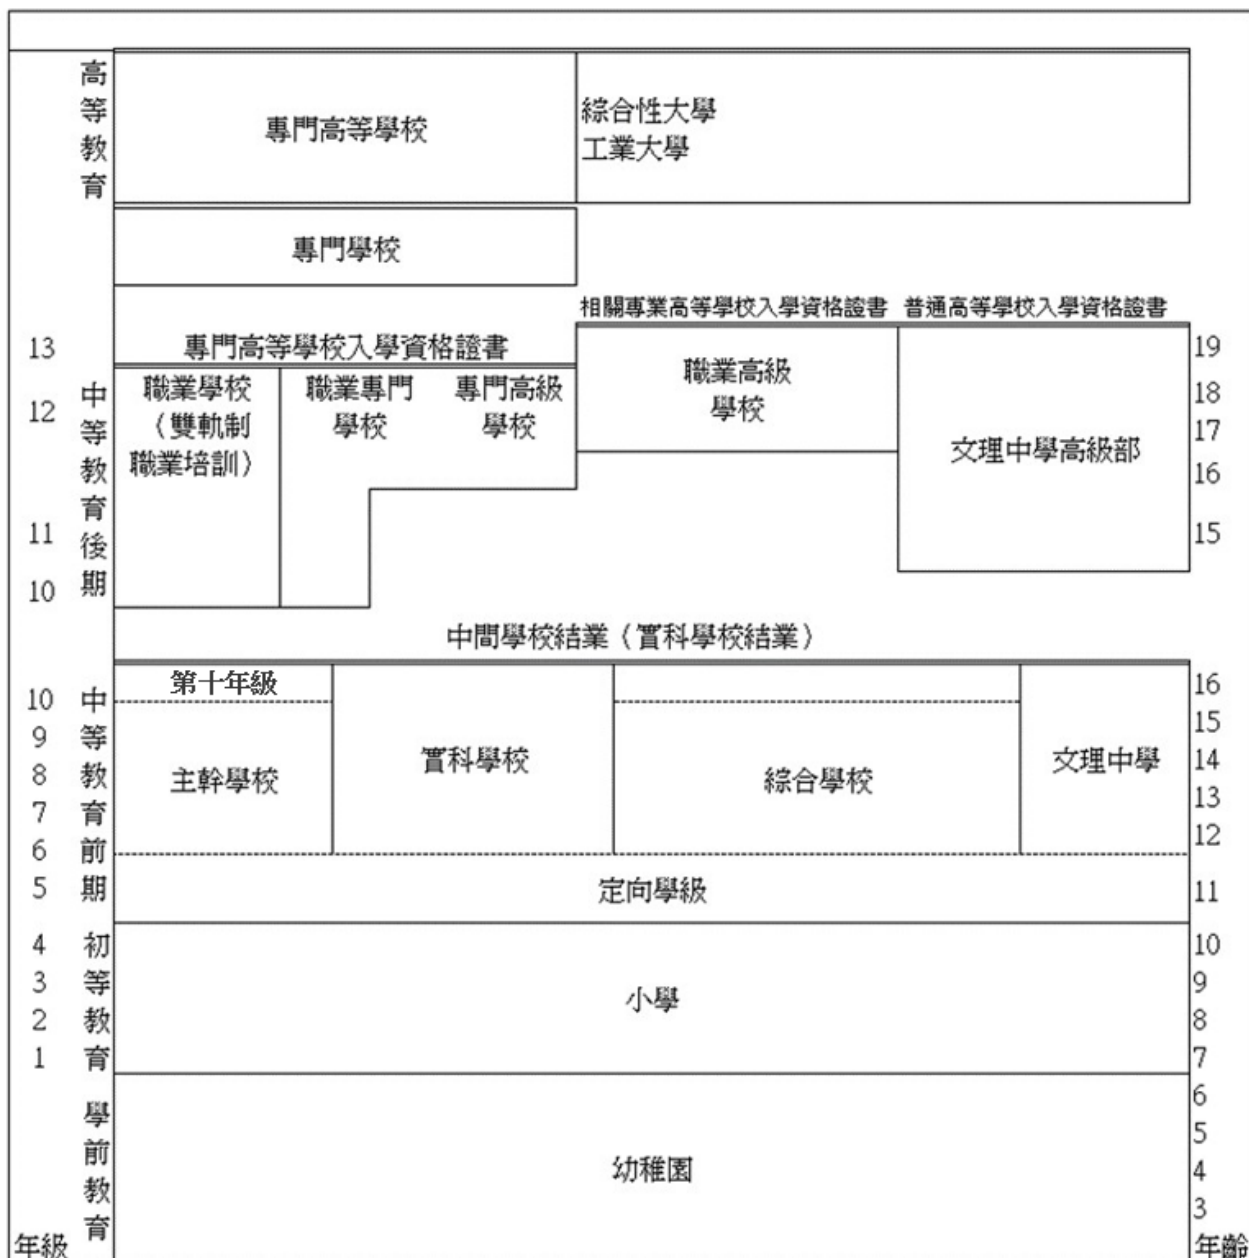 高等教育
專門高等學校
綜合性大學
工業大學
專門學校
相關專業高等學校入學資格證書
普通高等學校入學資格證書
13
專門高等學校入學資格證書
19
中等教育後期
12
11
10
職業學校
(雙軌制
職業培訓)
職業專門
學校
專門高級
學校
職業高級
學校
文理中學高級部
18
17
16
15
中間學校結業(實科學校結業)
10
9
8
7
6
5
中等教育前期
第十年級
主幹學校
實科學校
綜合學校
文理中學
16
15
14
13
12
定向學級
11
4
3
2
1
初等教育
小學
10
9
8
7
學前教育
幼稚園
6
5
4
3
年級
年齡